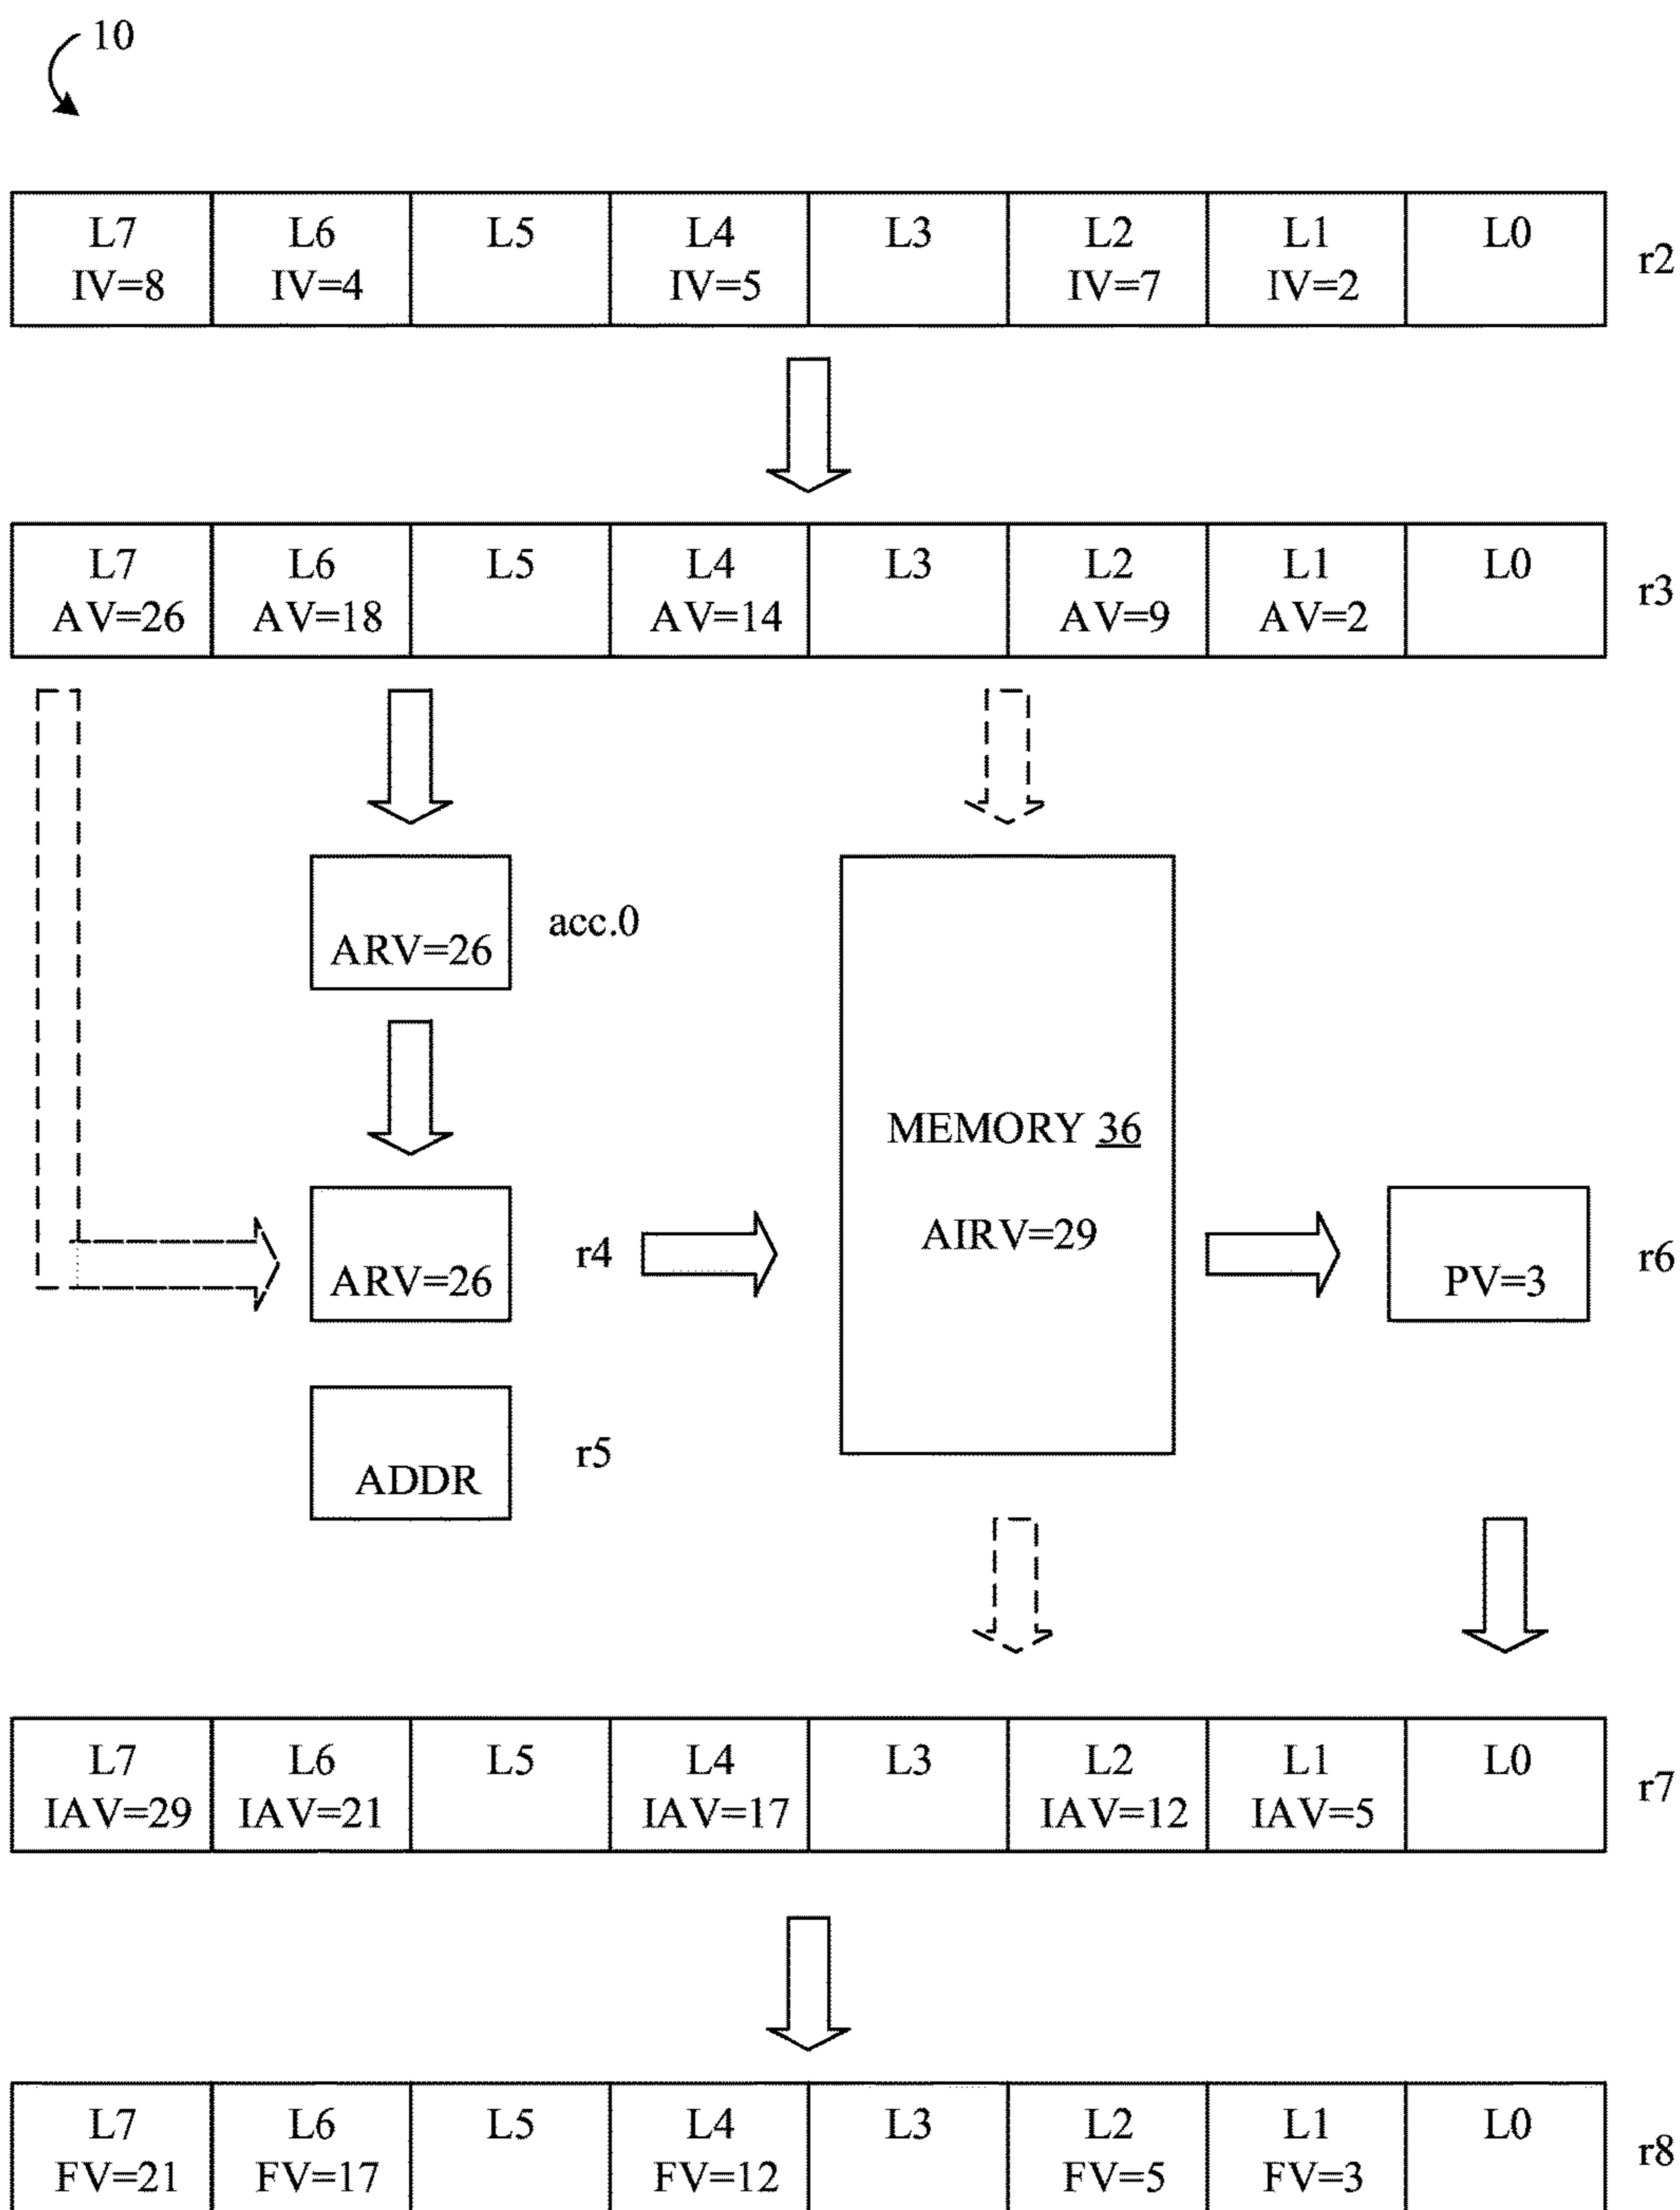 10
L7 L6 L5 L4 L3 L2 L1 L0
IV=8 IV=4 IV=5 IV=7 IV=2
r2
L7 L6 L5 L4 L3 L2 L1 L0
AV=26 AV=18 AV=14 AV=9 AV=2
r3
ARV=26
acc.0
MEMORY 36
AIRV=29
ARV=26
r4
PV=3
r6
ADDR
r5
L7 L6 L5 L4 L3 L2 L1 L0
IAV=29 IAV=21 IAV=17 IAV=12 IAV=5
r7
L7 L6 L5 L4 L3 L2 L1 L0
FV=21 FV=17 FV=12 FV=5 FV=3
r8